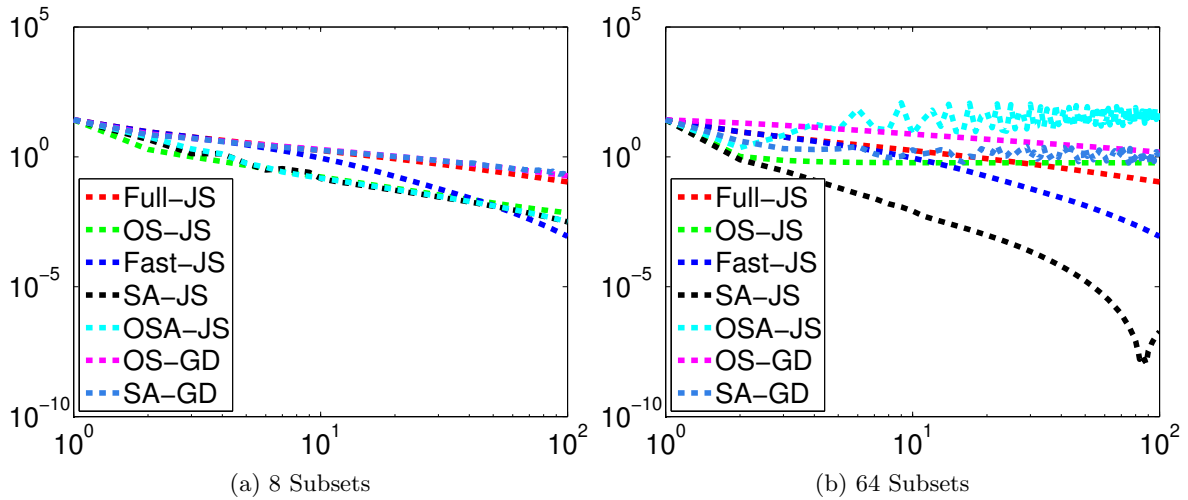 10^5
10^0
10^−5
10^−10
10^0
10^1
10^2
Full−JS
OS−JS
Fast−JS
SA−JS
OSA−JS
OS−GD
SA−GD
(a) 8 Subsets
10^5
10^0
10^−5
10^−10
10^0
10^1
10^2
Full−JS
OS−JS
Fast−JS
SA−JS
OSA−JS
OS−GD
SA−GD
(b) 64 Subsets